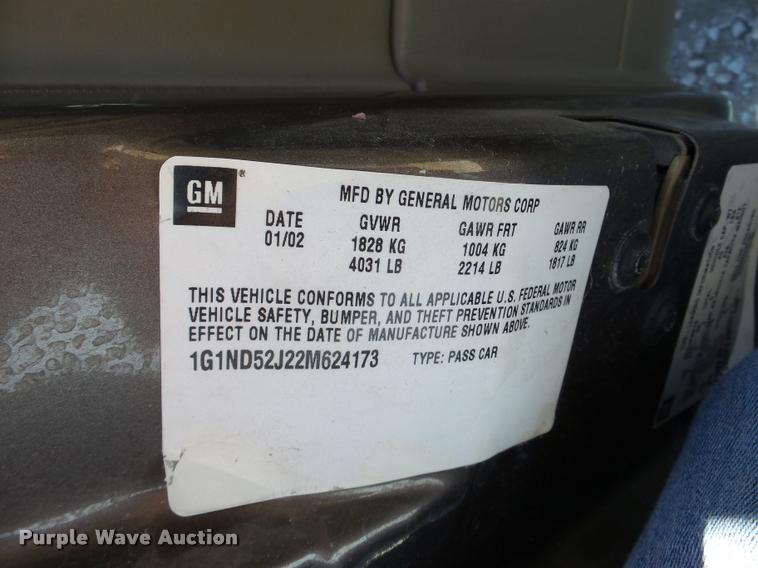 GM®
MFD BY GENERAL MOTORS CORP
DATE GVWR GAWR FRT GAWR RR
01/02 1828 KG 1004 KG 824 KG
4031 LB 2214 LB 1817 LB
THIS VEHICLE CONFORMS TO ALL APPLICABLE U.S. FEDERAL MOTOR
VEHICLE SAFETY, BUMPER, AND THEFT PREVENTION STANDARDS IN
EFFECT ON THE DATE OF MANUFACTURE SHOWN ABOVE.
1G1ND52J22M624173 TYPE: PASS CAR
Purple Wave Auction